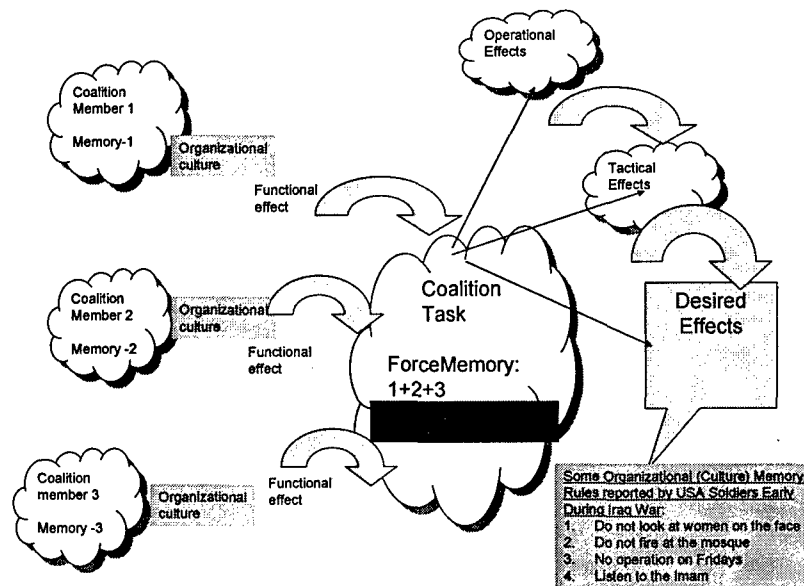 Operational
Effects
Coalition
Member 1
Memory-1
Organizational
culture
Functional
effect
Tactical
Effects
Coalition
Member 2
Memory -2
Organizational
culture
Functional
effect
Coalition
Task
ForceMemory:
1+2+3
Desired
Effects
Coalition
member 3
Memory -3
Organizational
culture
Functional
effect
Some Organizational (Culture) Memory
Rules reported by USA Soldiers Early
During Iraq War:
1. Do not look at women on the face
2. Do not fire at the mosque
3. No operation on Fridays
4. Listen to the Imam